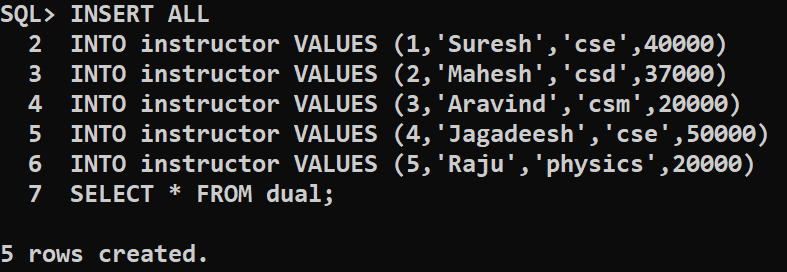 SQL> INSERT ALL
  2  INTO instructor VALUES (1,'Suresh','cse',40000)
  3  INTO instructor VALUES (2,'Mahesh','csd',37000)
  4  INTO instructor VALUES (3,'Aravind','csm',20000)
  5  INTO instructor VALUES (4,'Jagadeesh','cse',50000)
  6  INTO instructor VALUES (5,'Raju','physics',20000)
  7  SELECT * FROM dual;
5 rows created.